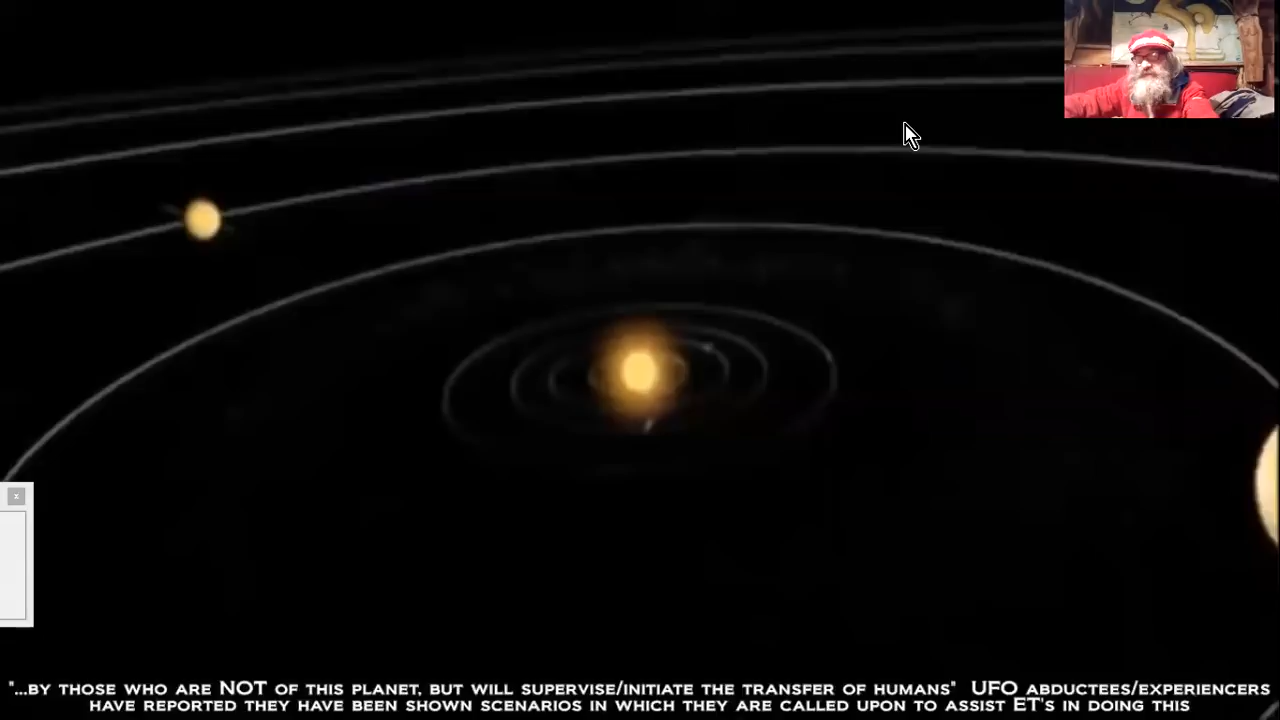 "...BY THOSE WHO ARE NOT OF THIS PLANET, BUT WILL SUPERVISE/INITIATE THE TRANSFER OF HUMANS" UFO ABDUCTEES/EXPERIENCERS
HAVE REPORTED THEY HAVE BEEN SHOWN SCENARIOS IN WHICH THEY ARE CALLED UPON TO ASSIST ET'S IN DOING THIS